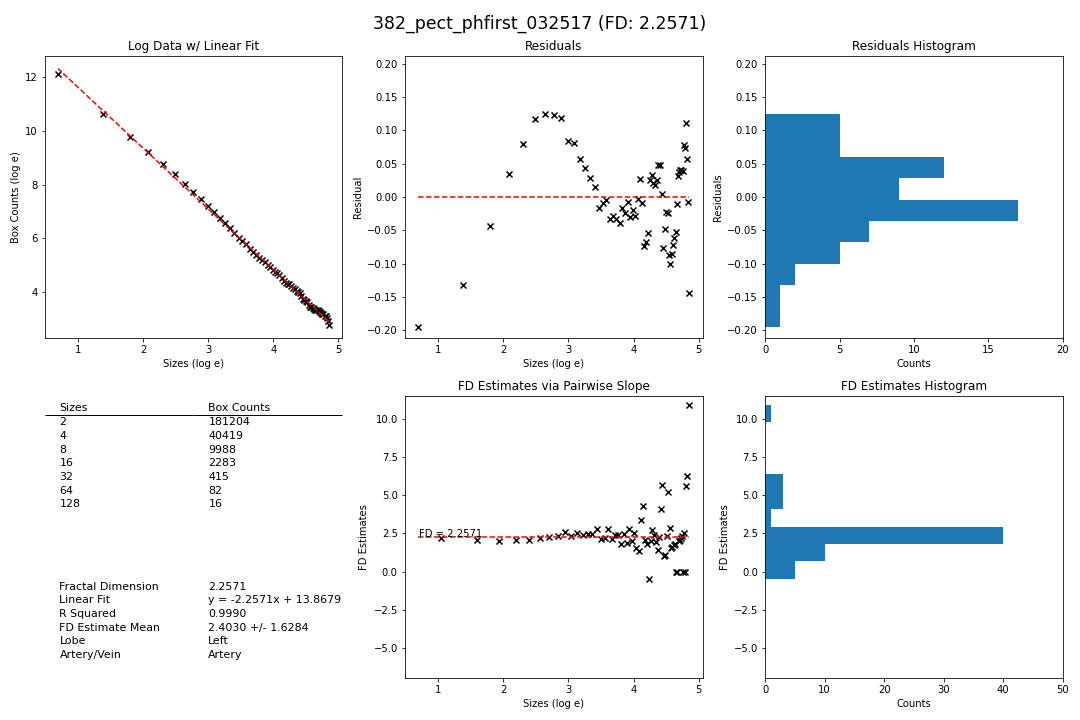 382_pect_phfirst_032517 (FD: 2.2571)
Log Data w/ Linear Fit
12
10
8
6
4
Box Counts (log e)
1 2 3 4 5
Sizes (log e)
Residuals
0.20
0.15
0.10
0.05
0.00
−0.05
−0.10
−0.15
−0.20
Residual
1 2 3 4 5
Sizes (log e)
Residuals Histogram
0.20
0.15
0.10
0.05
0.00
−0.05
−0.10
−0.15
−0.20
Residuals
0 5 10 15 20
Counts
Sizes Box Counts
2 181204
4 40419
8 9988
16 2283
32 415
64 82
128 16
Fractal Dimension 2.2571
Linear Fit y = -2.2571x + 13.8679
R Squared 0.9990
FD Estimate Mean 2.4030 +/- 1.6284
Lobe Left
Artery/Vein Artery
FD Estimates via Pairwise Slope
10.0
7.5
5.0
2.5
0.0
−2.5
−5.0
FD Estimates
FD = 2.2571
1 2 3 4 5
Sizes (log e)
FD Estimates Histogram
10.0
7.5
5.0
2.5
0.0
−2.5
−5.0
FD Estimates
0 10 20 30 40 50
Counts